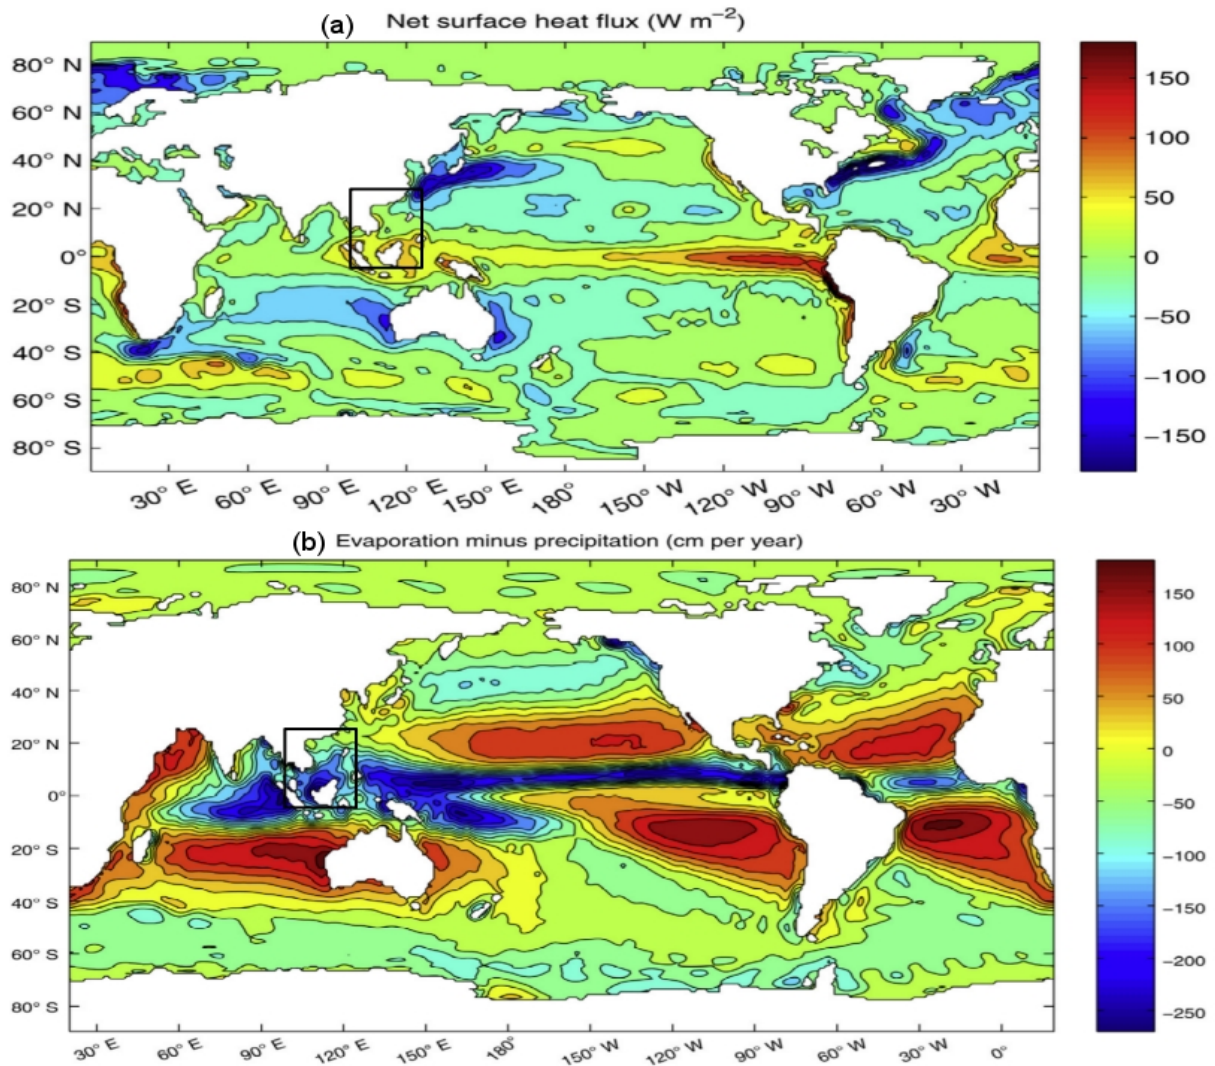 (a) Net surface heat flux (W m−2)
80° N
60° N
40° N
20° N
0°
20° S
40° S
60° S
80° S
30° E
60° E
90° E
120° E
150° E
180°
150° W
120° W
90° W
60° W
30° W
150
100
50
0
−50
−100
−150
(b) Evaporation minus precipitation (cm per year)
80° N
60° N
40° N
20° N
0°
20° S
40° S
60° S
80° S
30° E
60° E
90° E
120° E
150° E
180°
150° W
120° W
90° W
60° W
30° W
0°
150
100
50
0
−50
−100
−150
−200
−250